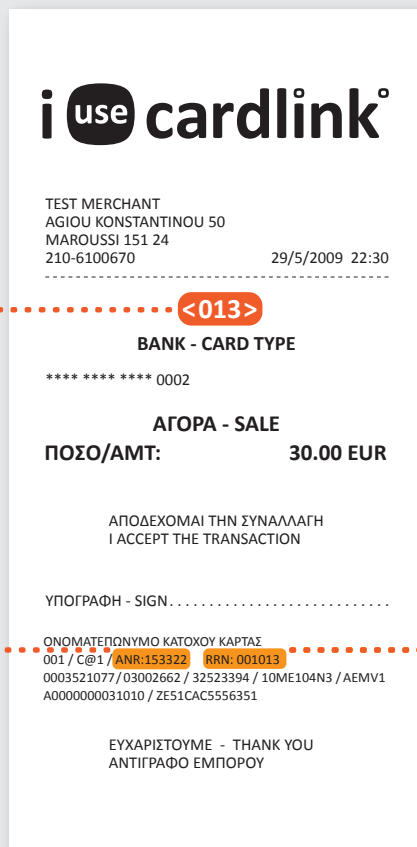 i use cardlink°
TEST MERCHANT
AGIOU KONSTANTINOU 50
MAROUSSI 151 24
210-6100670 29/5/2009 22:30
<013>
BANK - CARD TYPE
**** **** **** 0002
ΑΓΟΡΑ - SALE
ΠΟΣΟ/AMT: 30.00 EUR
ΑΠΟΔΕΧΟΜΑΙ ΤΗΝ ΣΥΝΑΛΛΑΓΗ
I ACCEPT THE TRANSACTION
ΥΠΟΓΡΑΦΗ - SIGN............................
ΟΝΟΜΑΤΕΠΩΝΥΜΟ ΚΑΤΟΧΟΥ ΚΑΡΤΑΣ
001 / C@1 / ANR:153322 RRN: 001013
0003521077/ 03002662 / 32523394 / 10ME104N3 / AEMV1
A0000000031010 / ZE51CAC5556351
ΕΥΧΑΡΙΣΤΟΥΜΕ - THANK YOU
ΑΝΤΙΓΡΑΦΟ ΕΜΠΟΡΟΥ